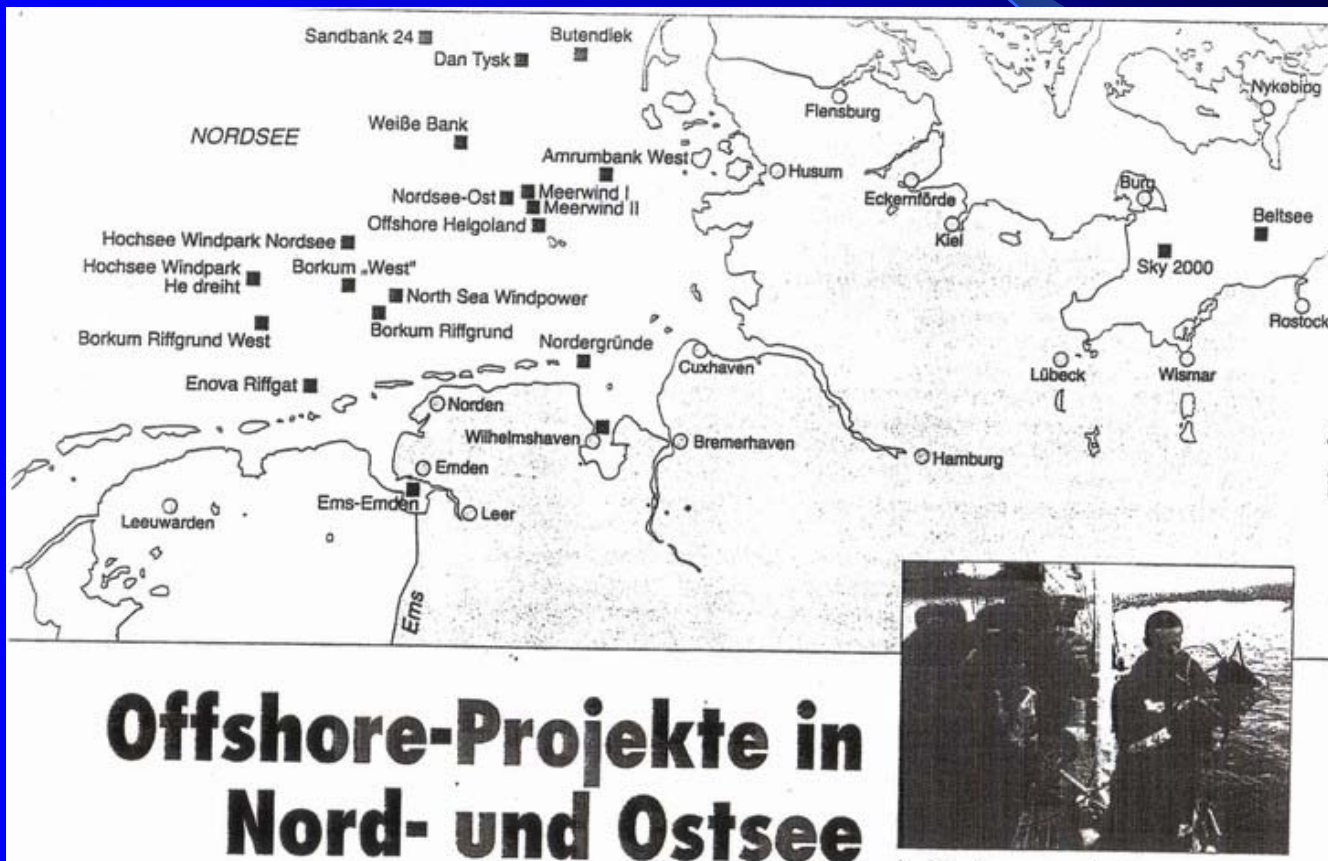 Sandbank 24
Dan Tysk
Butendiek
Flensburg
Nykøbing
NORDSEE
Weiße Bank
Amrumbank West
Husum
Eckernförde
Burg
Nordsee-Ost
Meerwind I
Meerwind II
Offshore Helgoland
Kiel
Beltsee
Sky 2000
Hochsee Windpark Nordsee
Hochsee Windpark
He dreiht
Borkum „West"
North Sea Windpower
Borkum Riffgrund
Borkum Riffgrund West
Rostock
Nordergründe
Cuxhaven
Lübeck
Wismar
Enova Riffgat
Norden
Wilhelmshaven
Bremerhaven
Hamburg
Emden
Ems-Emden
Leer
Leeuwarden
Ems
Offshore-Projekte in
Nord- und Ostsee